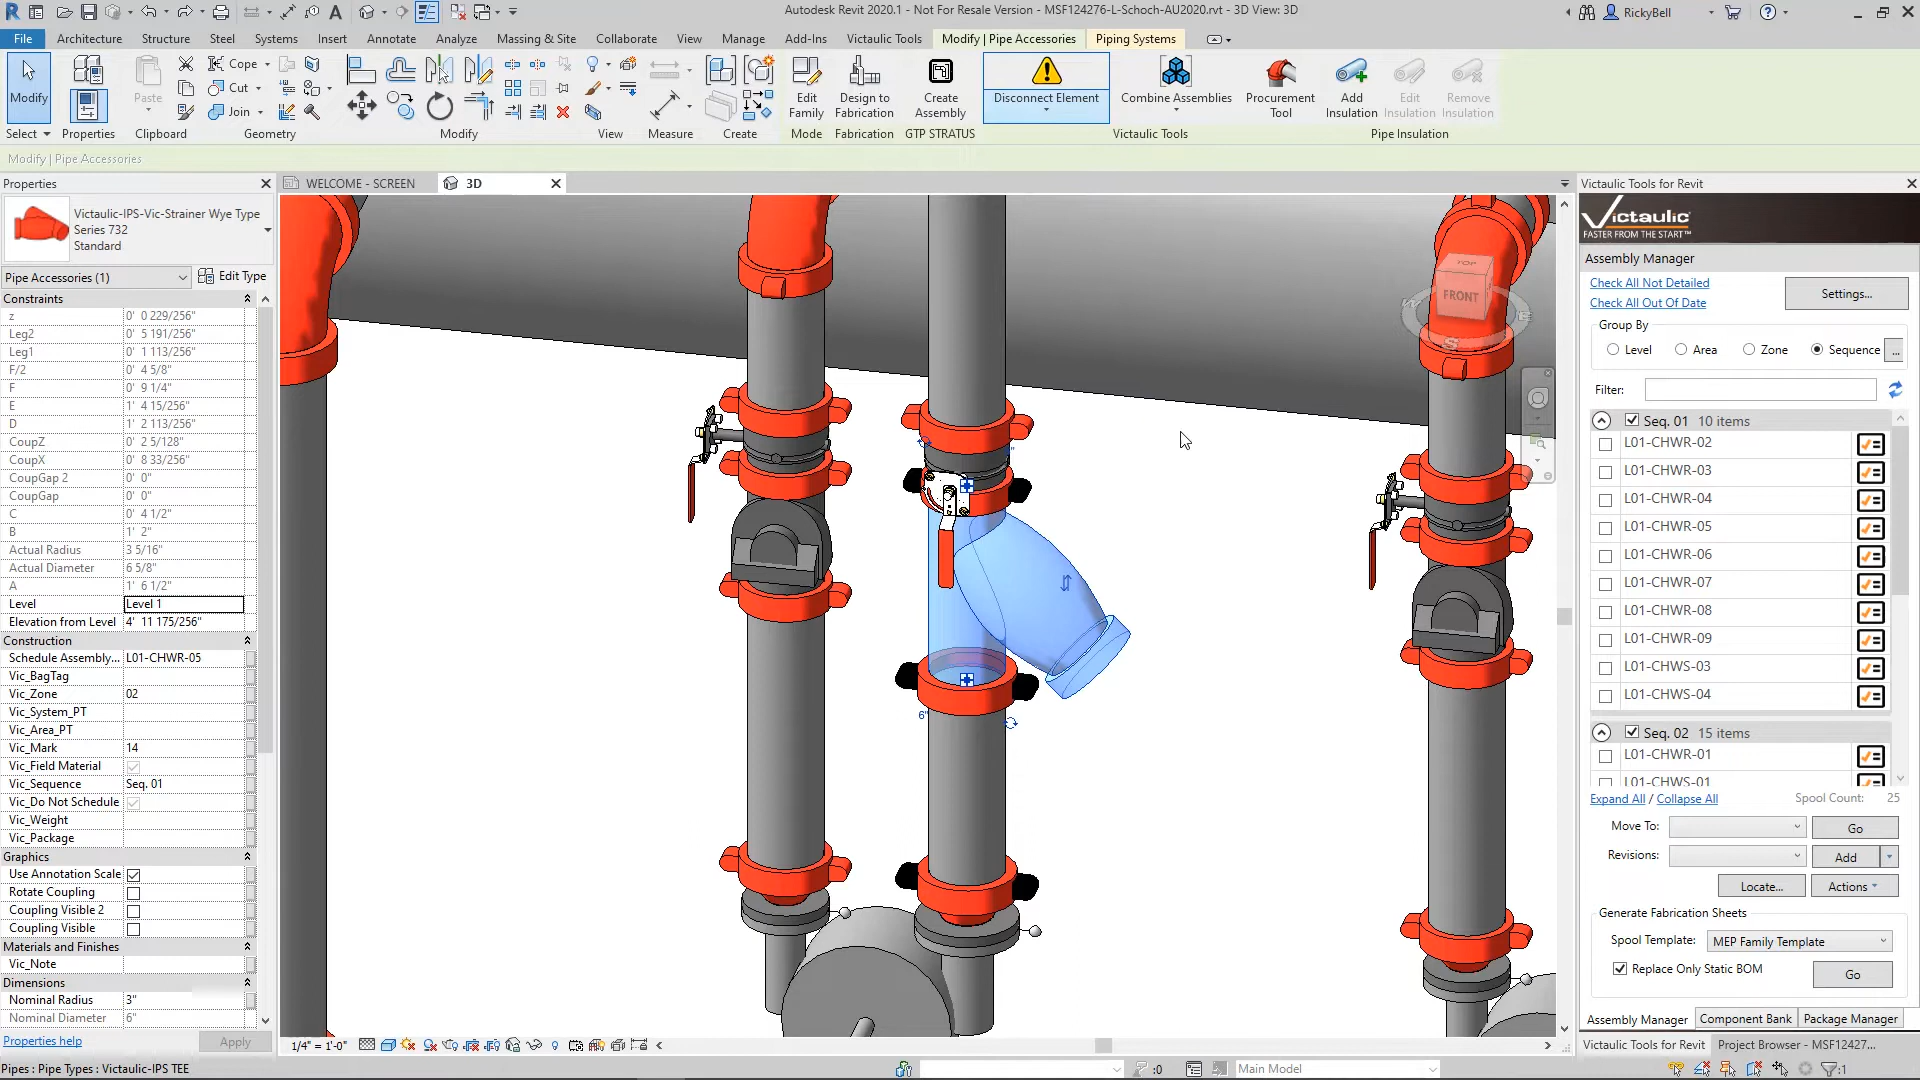 Autodesk Revit 2020.1 - Not For Resale Version - MSF124276-L-Schoch-AU2020.rvt - 3D View: 3D
RickyBell
File Architecture Structure Steel Systems Insert Annotate Analyze Massing & Site Collaborate View Manage Add-Ins Victaulic Tools Modify | Pipe Accessories Piping Systems
Modify
Paste
Cope
Cut
Join
Edit Family
Design to Fabrication
Create Assembly
Disconnect Element
Combine Assemblies
Procurement Tool
Add Insulation
Edit Insulation
Remove Insulation
Select Properties Clipboard Geometry Modify View Measure Create Mode Fabrication GTP STRATUS Victaulic Tools Pipe Insulation
Modify | Pipe Accessories
Properties
Victaulic-IPS-Vic-Strainer Wye Type
Series 732
Standard
Pipe Accessories (1)
Edit Type
Constraints
z 0' 0 229/256"
Leg2 0' 5 191/256"
Leg1 0' 1 113/256"
F/2 0' 4 5/8"
F 0' 9 1/4"
E 1' 4 15/256"
D 1' 2 113/256"
CoupZ 0' 2 5/128"
CoupX 0' 8 33/256"
CoupGap 2 0' 0"
CoupGap 0' 0"
C 0' 4 1/2"
B 1' 2"
Actual Radius 3 5/16"
Actual Diameter 6 5/8"
A 1' 6 1/2"
Level Level 1
Elevation from Level 4' 11 175/256"
Construction
Schedule Assembly... L01-CHWR-05
Vic_BagTag
Vic_Zone 02
Vic_System_PT
Vic_Area_PT
Vic_Mark 14
Vic_Field Material
Vic_Sequence Seq. 01
Vic_Do Not Schedule
Vic_Weight
Vic_Package
Graphics
Use Annotation Scale
Rotate Coupling
Coupling Visible 2
Coupling Visible
Materials and Finishes
Vic_Note
Dimensions
Nominal Radius 3"
Nominal Diameter 6"
Properties help
Apply
WELCOME - SCREEN
3D
TOP
FRONT
W
S
E
6"
1/4" = 1'-0"
Victaulic Tools for Revit
Victaulic
FASTER FROM THE START™
Assembly Manager
Check All Not Detailed
Check All Out Of Date
Settings...
Group By
Level Area Zone Sequence ...
Filter:
Seq. 01 10 items
L01-CHWR-02
L01-CHWR-03
L01-CHWR-04
L01-CHWR-05
L01-CHWR-06
L01-CHWR-07
L01-CHWR-08
L01-CHWR-09
L01-CHWS-03
L01-CHWS-04
Seq. 02 15 items
L01-CHWR-01
L01-CHWS-01
Expand All / Collapse All
Spool Count: 25
Move To:
Go
Revisions:
Add
Locate...
Actions
Generate Fabrication Sheets
Spool Template: MEP Family Template
Replace Only Static BOM
Go
Assembly Manager Component Bank Package Manager
Victaulic Tools for Revit Project Browser - MSF12427...
Pipes : Pipe Types : Victaulic-IPS TEE
:0
Main Model
:1